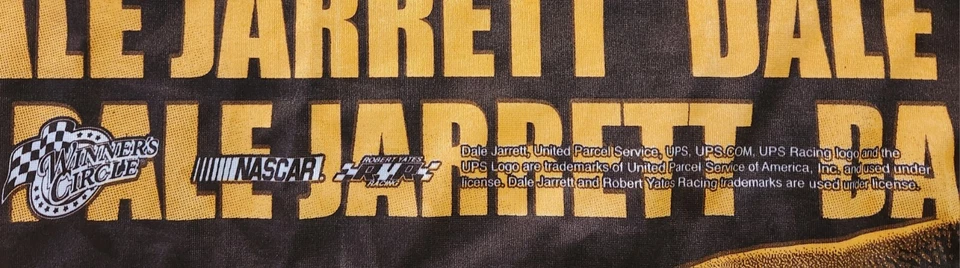 ALE JARRETT DALE
DALE JARRETT DA
WINNER'S
CIRCLE
NASCAR
ROBERT YATES
RYR
RACING
Dale Jarrett, United Parcel Service, UPS, UPS.COM, UPS Racing logo and the
UPS Logo are trademarks of United Parcel Service of America, Inc. and used under
license. Dale Jarrett and Robert Yates Racing trademarks are used under license.